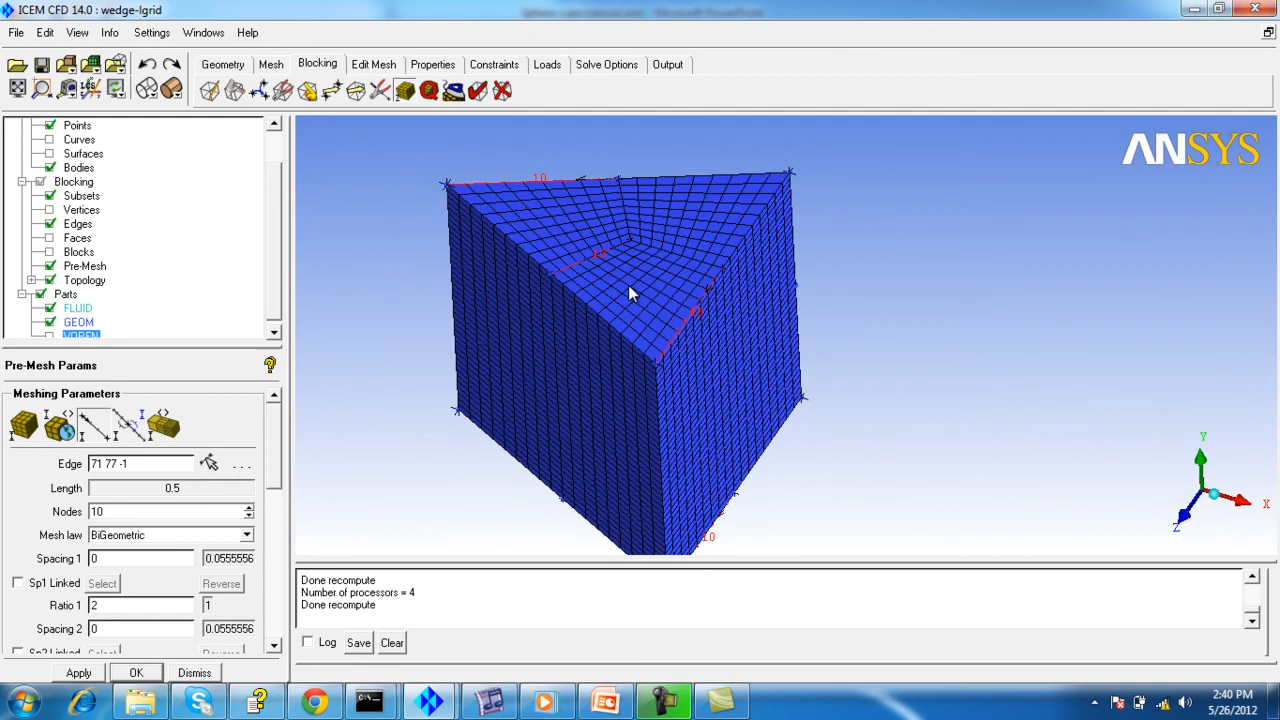 ICEM CFD 14.0 : wedge-lgrid
File Edit View Info Settings Windows Help
Geometry Mesh Blocking Edit Mesh Properties Constraints Loads Solve Options Output
LCS
Points
Curves
Surfaces
Bodies
Blocking
Subsets
Vertices
Edges
Faces
Blocks
Pre-Mesh
Topology
Parts
FLUID
GEOM
VORFN
Pre-Mesh Params
Meshing Parameters
Edge 71 77 -1 ...
Length 0.5
Nodes 10
Mesh law BiGeometric
Spacing 1 0 0.0555556
Sp1 Linked Select Reverse
Ratio 1 2 1
Spacing 2 0 0.0555556
Apply OK Dismiss
10
10
10
ANSYS
Y
X
Z
Done recompute
Number of processors = 4
Done recompute
Log Save Clear
2:40 PM
5/26/2012